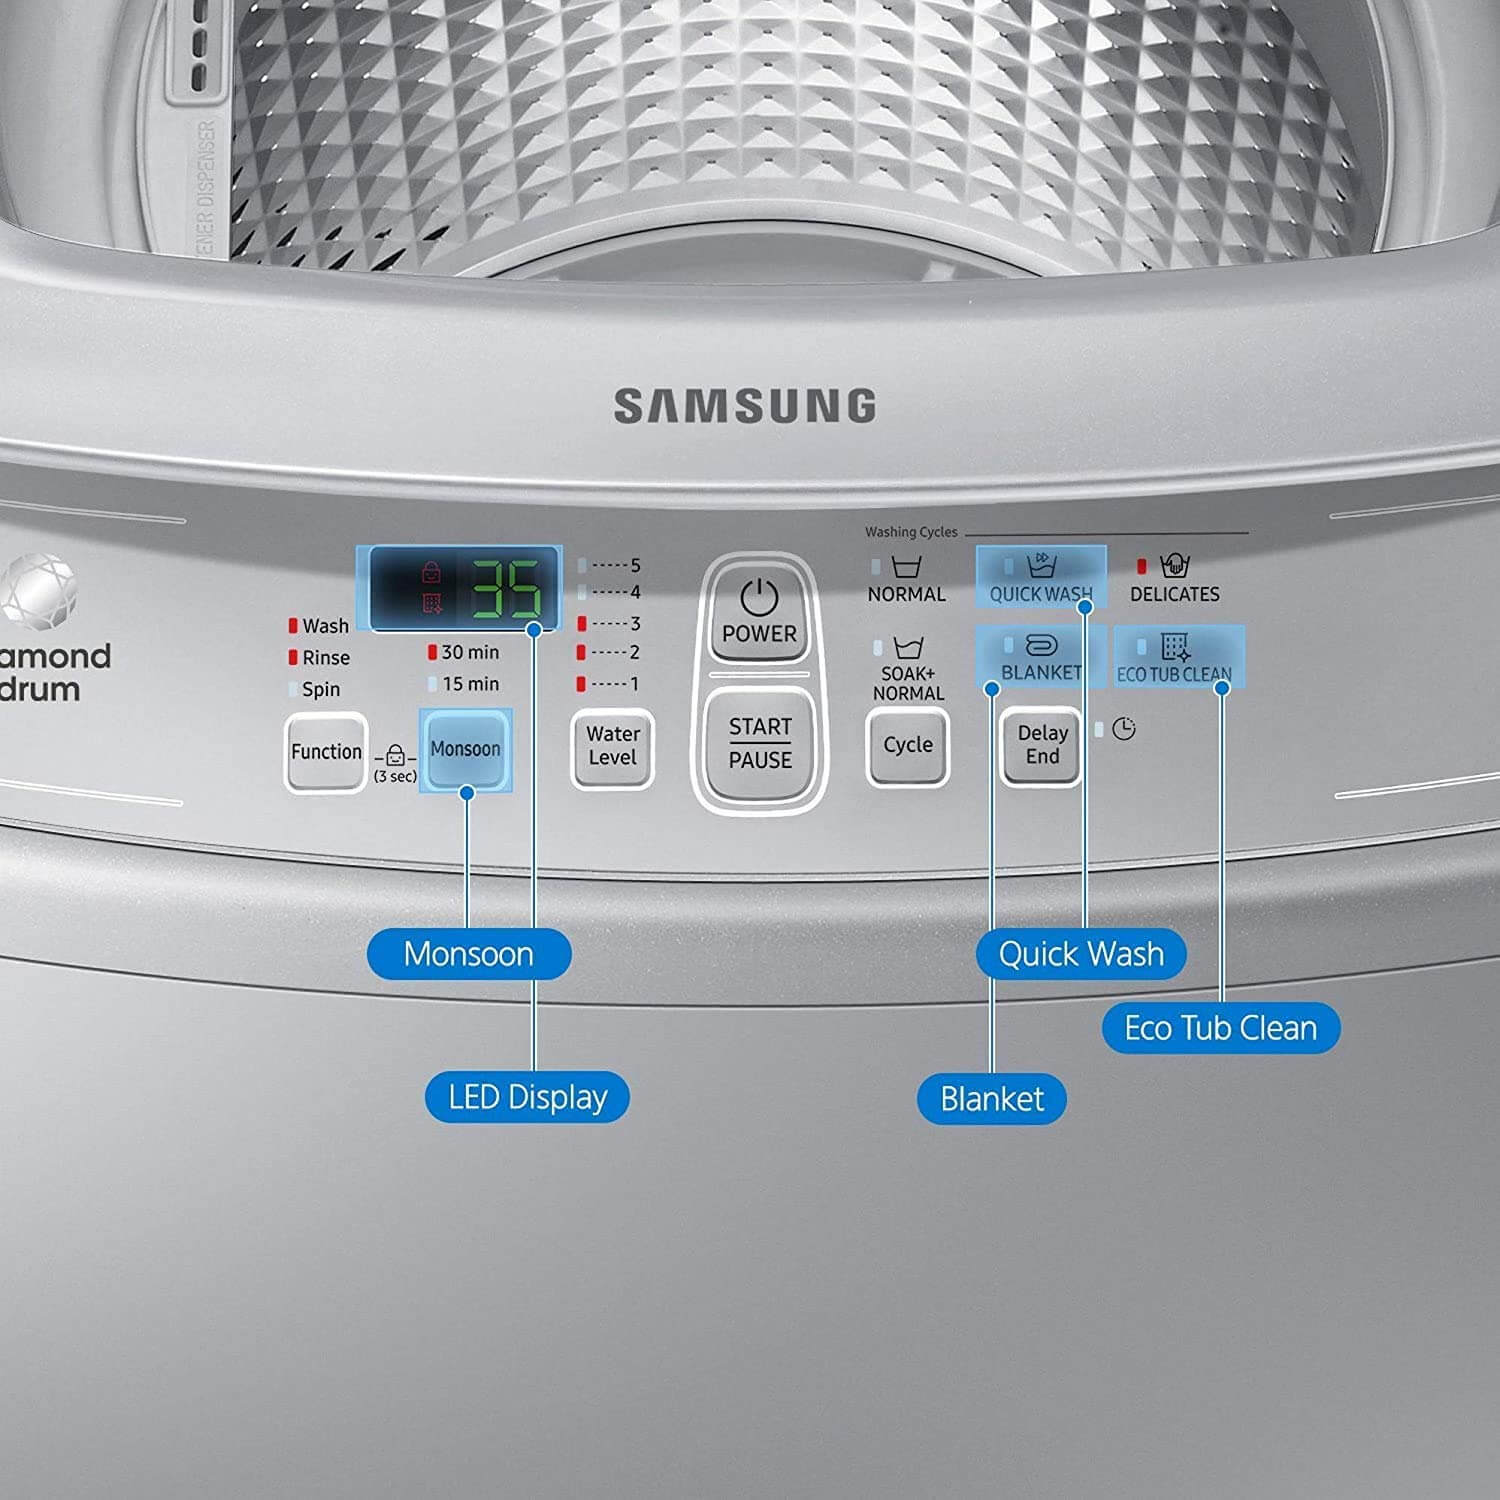 TENER DISPENSER
SAMSUNG
amond
drum
Wash
Rinse
Spin
Function
(3 sec)
35
30 min
15 min
Monsoon
5
4
3
2
1
Water
Level
POWER
START
PAUSE
Washing Cycles
NORMAL
QUICK WASH
DELICATES
SOAK+
NORMAL
BLANKET
ECO TUB CLEAN
Cycle
Delay
End
Monsoon
Quick Wash
Eco Tub Clean
LED Display
Blanket